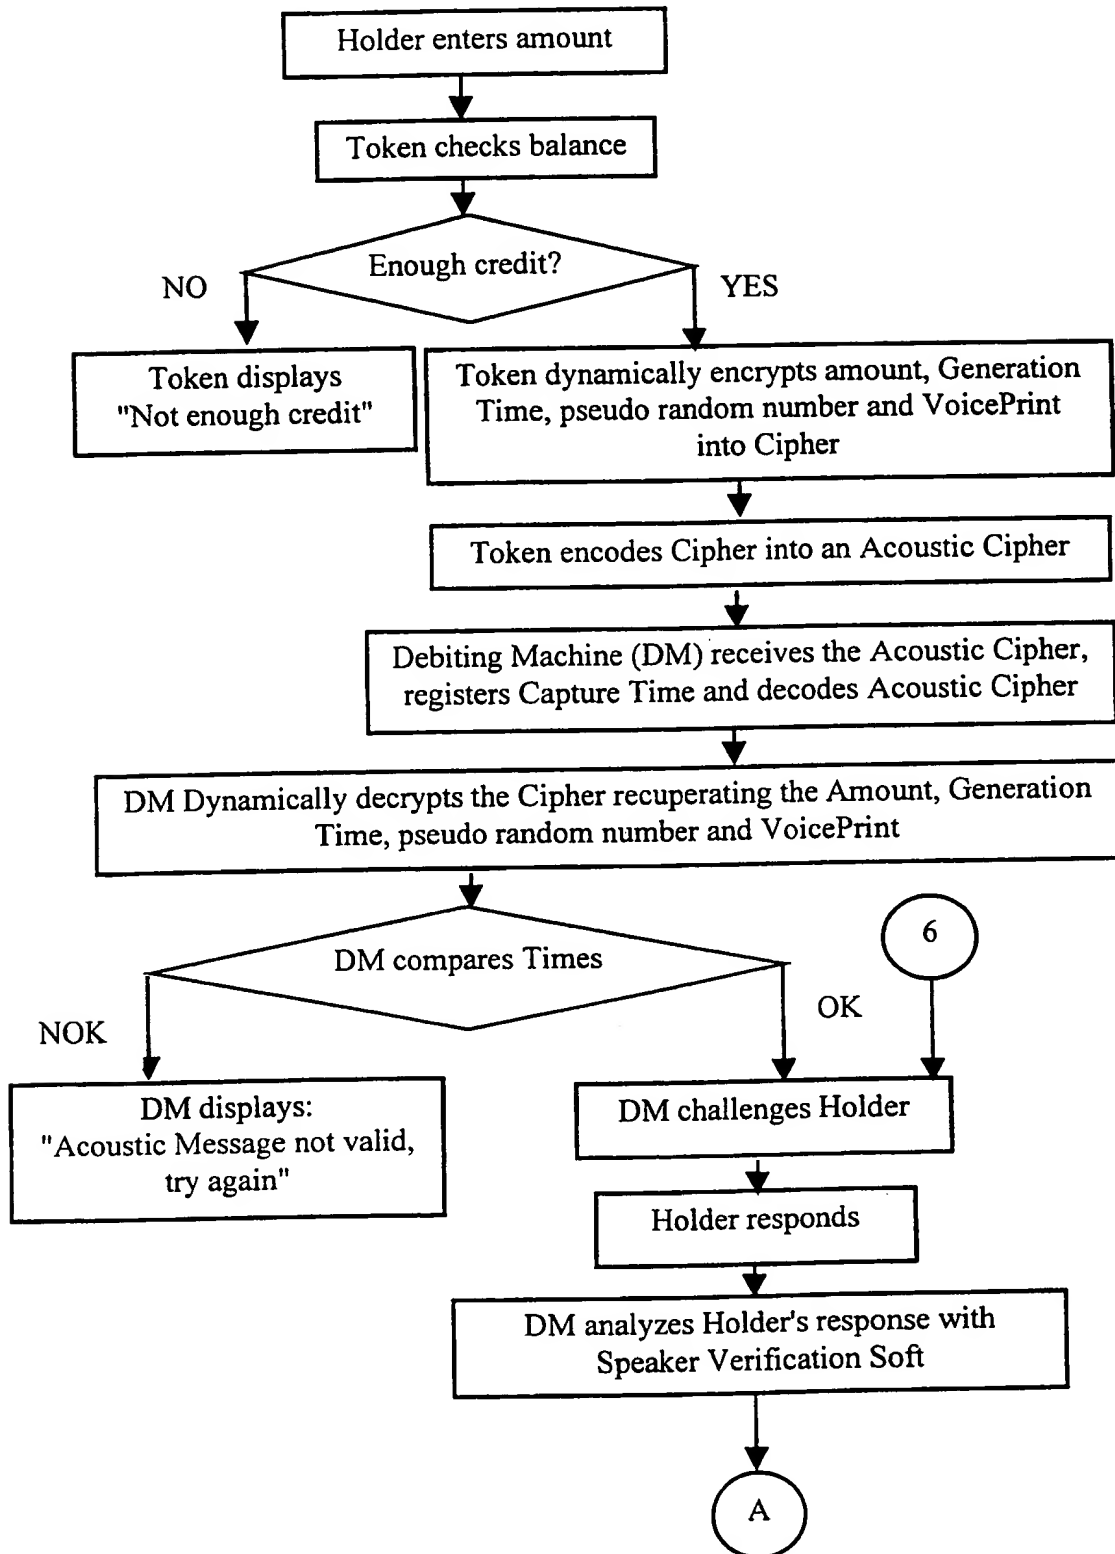 Holder enters amount
Token checks balance
Enough credit?
NO
YES
Token displays
"Not enough credit"
Token dynamically encrypts amount, Generation
Time, pseudo random number and VoicePrint
into Cipher
Token encodes Cipher into an Acoustic Cipher
Debiting Machine (DM) receives the Acoustic Cipher,
registers Capture Time and decodes Acoustic Cipher
DM Dynamically decrypts the Cipher recuperating the Amount, Generation
Time, pseudo random number and VoicePrint
6
DM compares Times
NOK
OK
DM displays:
"Acoustic Message not valid,
try again"
DM challenges Holder
Holder responds
DM analyzes Holder's response with
Speaker Verification Soft
A